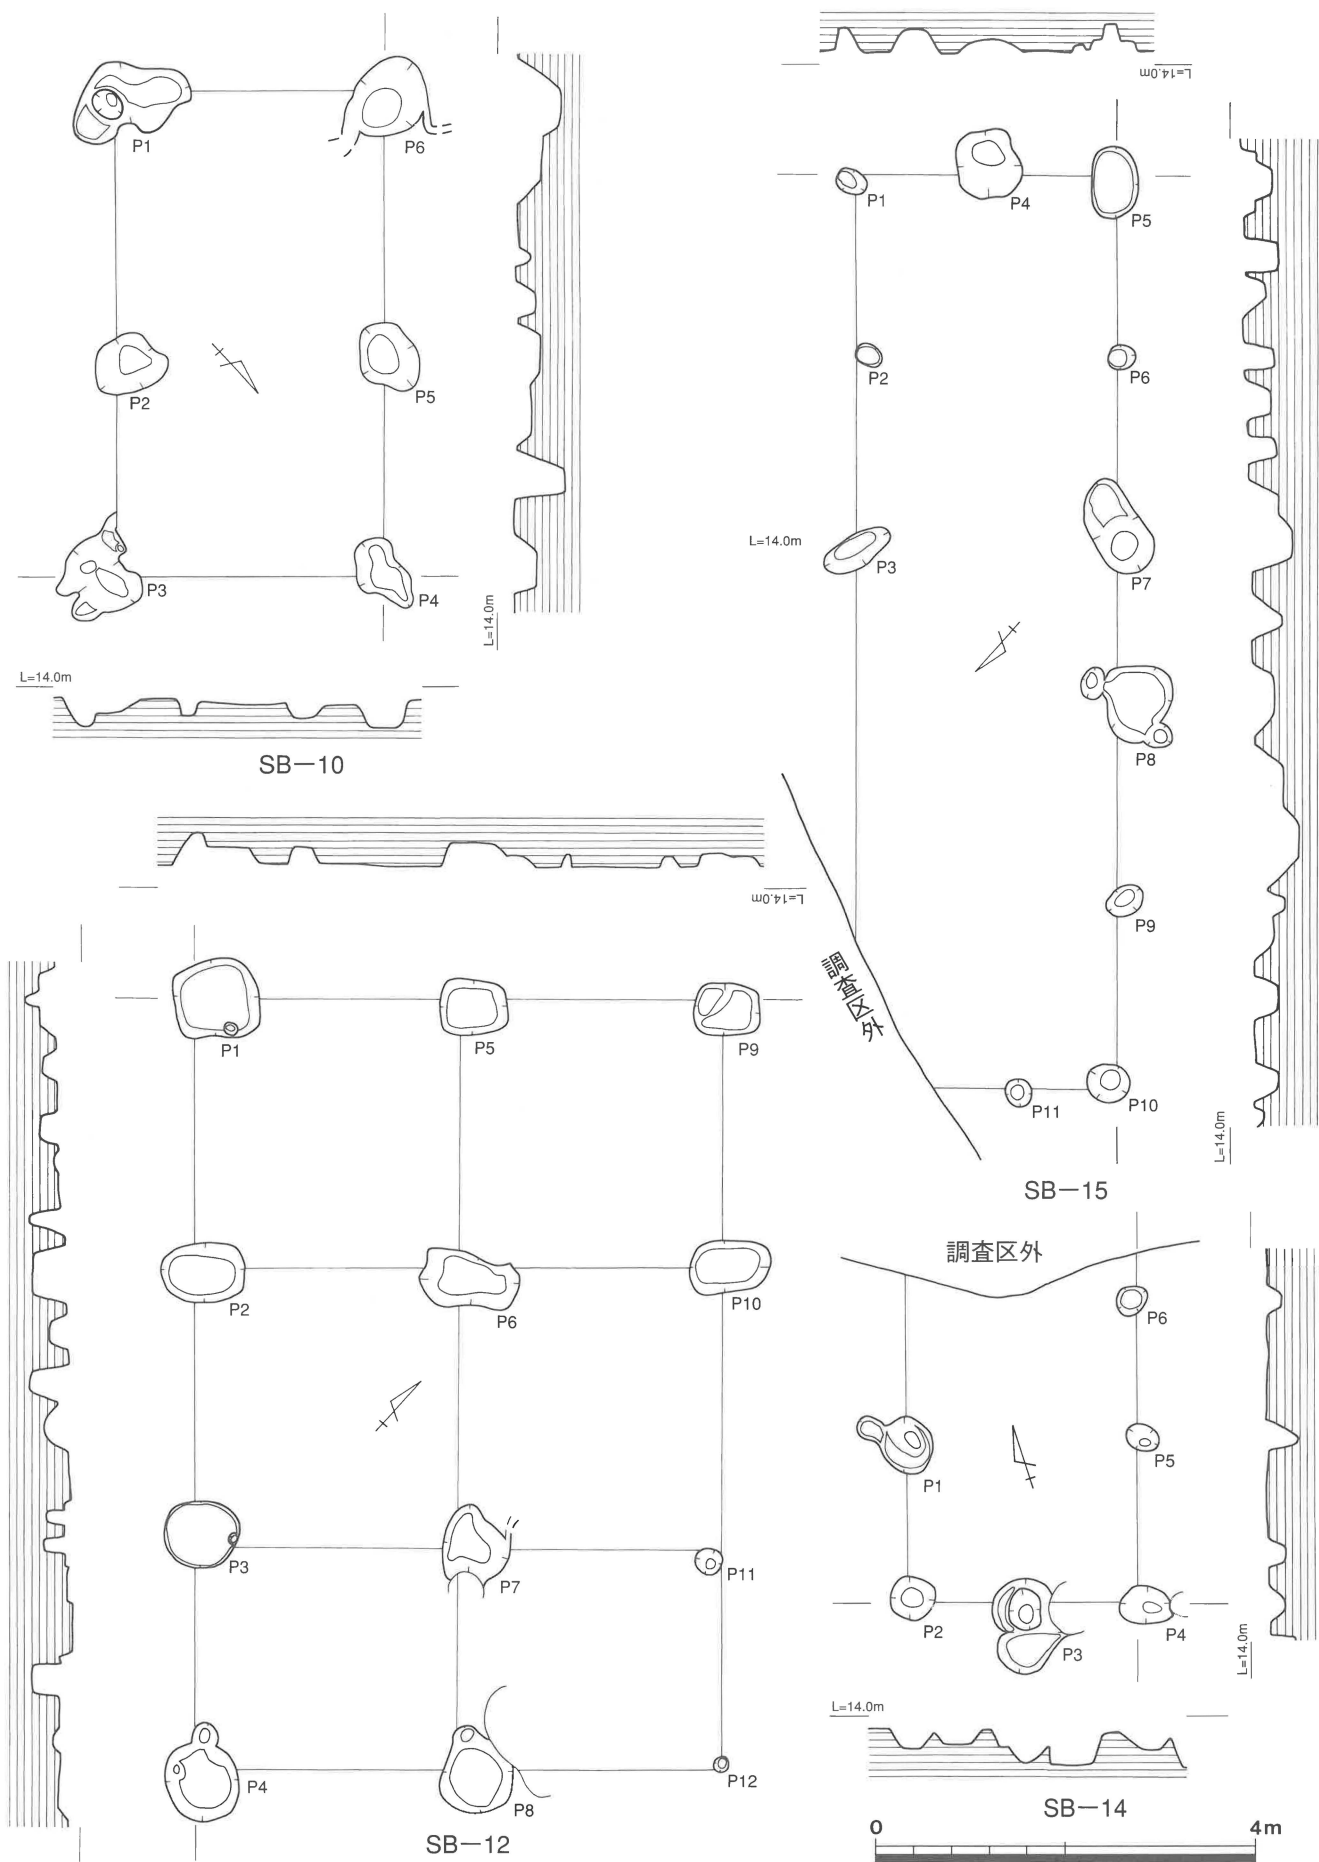 P1
P6
P2
P5
P3
P4
L=14.0m
L=14.0m
SB-10
L=14.0m
P1
P4
P5
P2
P6
L=14.0m
P3
P7
P8
P9
調査区外
P11
P10
L=14.0m
SB-15
L=14.0m
P1
P5
P9
P2
P6
P10
P3
P7
P11
P4
P8
P12
SB-12
調査区外
P6
P1
P5
P2
P3
P4
L=14.0m
L=14.0m
SB-14
0 4m